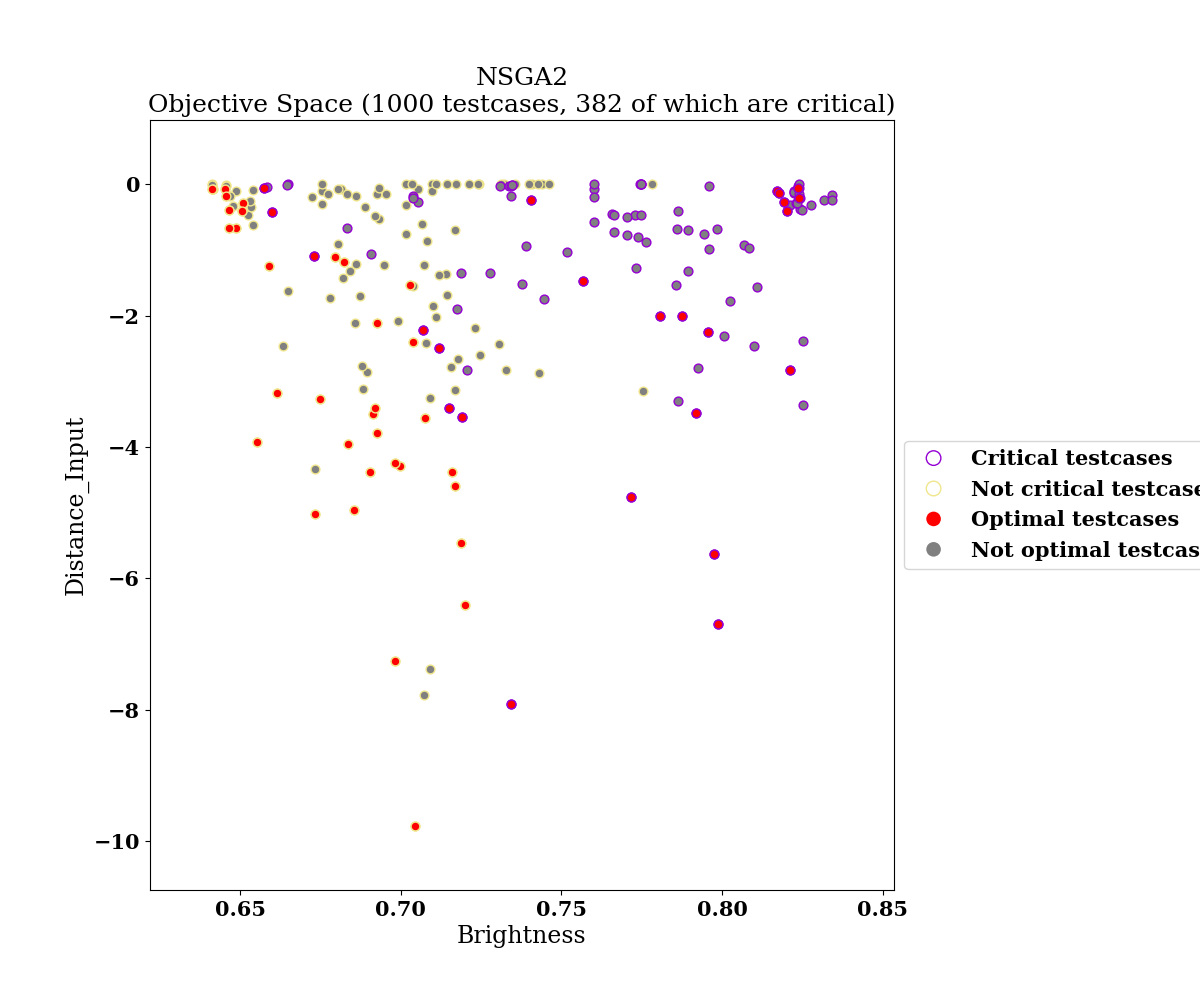 NSGA2
Objective Space (1000 testcases, 382 of which are critical)
0
−2
−4
−6
−8
−10
Distance_Input
0.65 0.70 0.75 0.80 0.85
Brightness
Critical testcases
Not critical testcase
Optimal testcases
Not optimal testcas